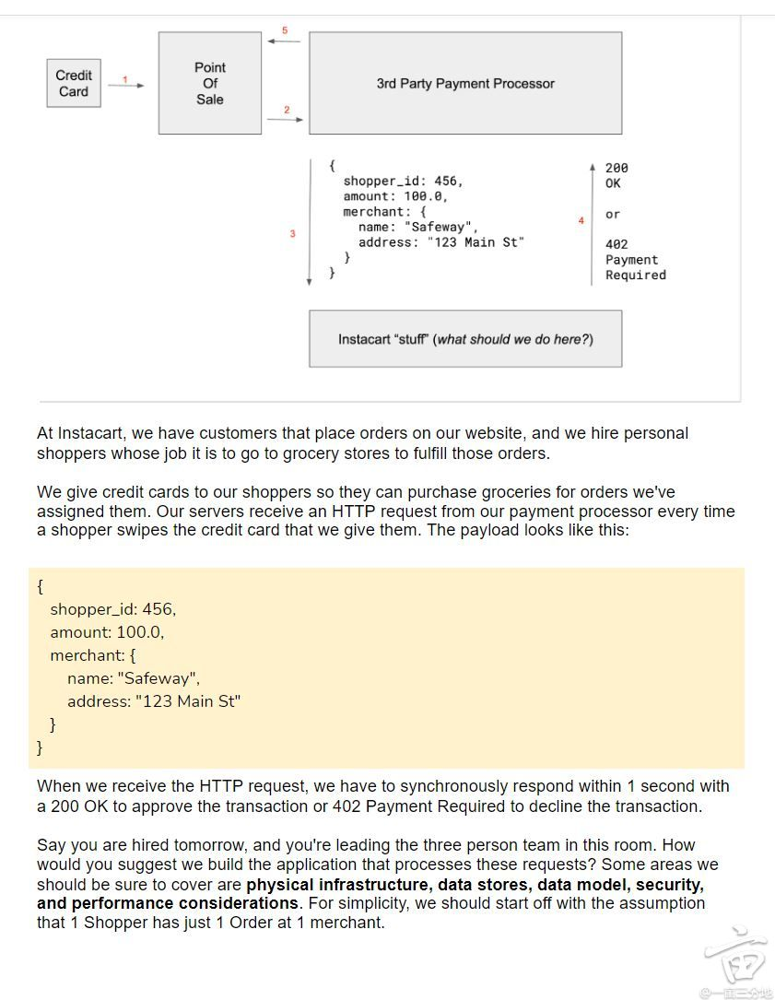 5
Credit
Card
1
Point
Of
Sale
2
3rd Party Payment Processor
3
{
shopper_id: 456,
amount: 100.0,
merchant: {
name: "Safeway",
address: "123 Main St"
}
}
4
200
OK
or
402
Payment
Required
Instacart “stuff” (what should we do here?)
At Instacart, we have customers that place orders on our website, and we hire personal
shoppers whose job it is to go to grocery stores to fulfill those orders.
We give credit cards to our shoppers so they can purchase groceries for orders we've
assigned them. Our servers receive an HTTP request from our payment processor every time
a shopper swipes the credit card that we give them. The payload looks like this:
{
shopper_id: 456,
amount: 100.0,
merchant: {
name: "Safeway",
address: "123 Main St"
}
}
When we receive the HTTP request, we have to synchronously respond within 1 second with
a 200 OK to approve the transaction or 402 Payment Required to decline the transaction.
Say you are hired tomorrow, and you're leading the three person team in this room. How
would you suggest we build the application that processes these requests? Some areas we
should be sure to cover are physical infrastructure, data stores, data model, security,
and performance considerations. For simplicity, we should start off with the assumption
that 1 Shopper has just 1 Order at 1 merchant.
@一亩三分地